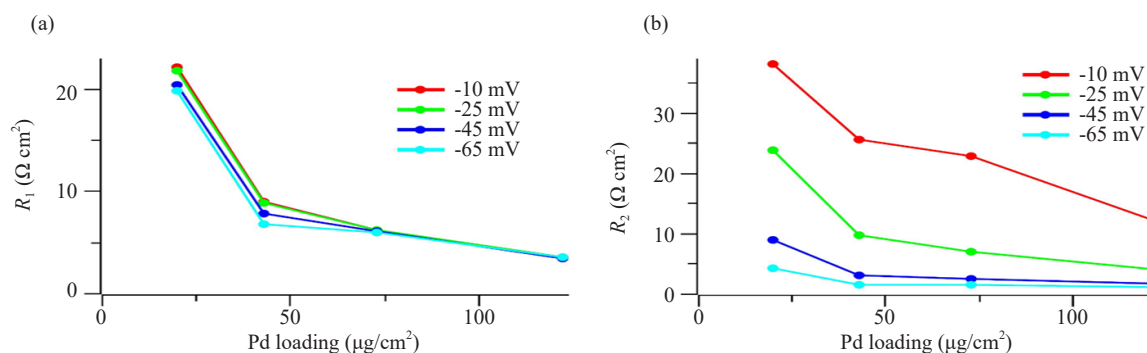 (a)
20
10
0
R₁ (Ω cm²)
-10 mV
-25 mV
-45 mV
-65 mV
0
50
100
Pd loading (μg/cm²)
(b)
30
20
10
0
R₂ (Ω cm²)
-10 mV
-25 mV
-45 mV
-65 mV
0
50
100
Pd loading (μg/cm²)